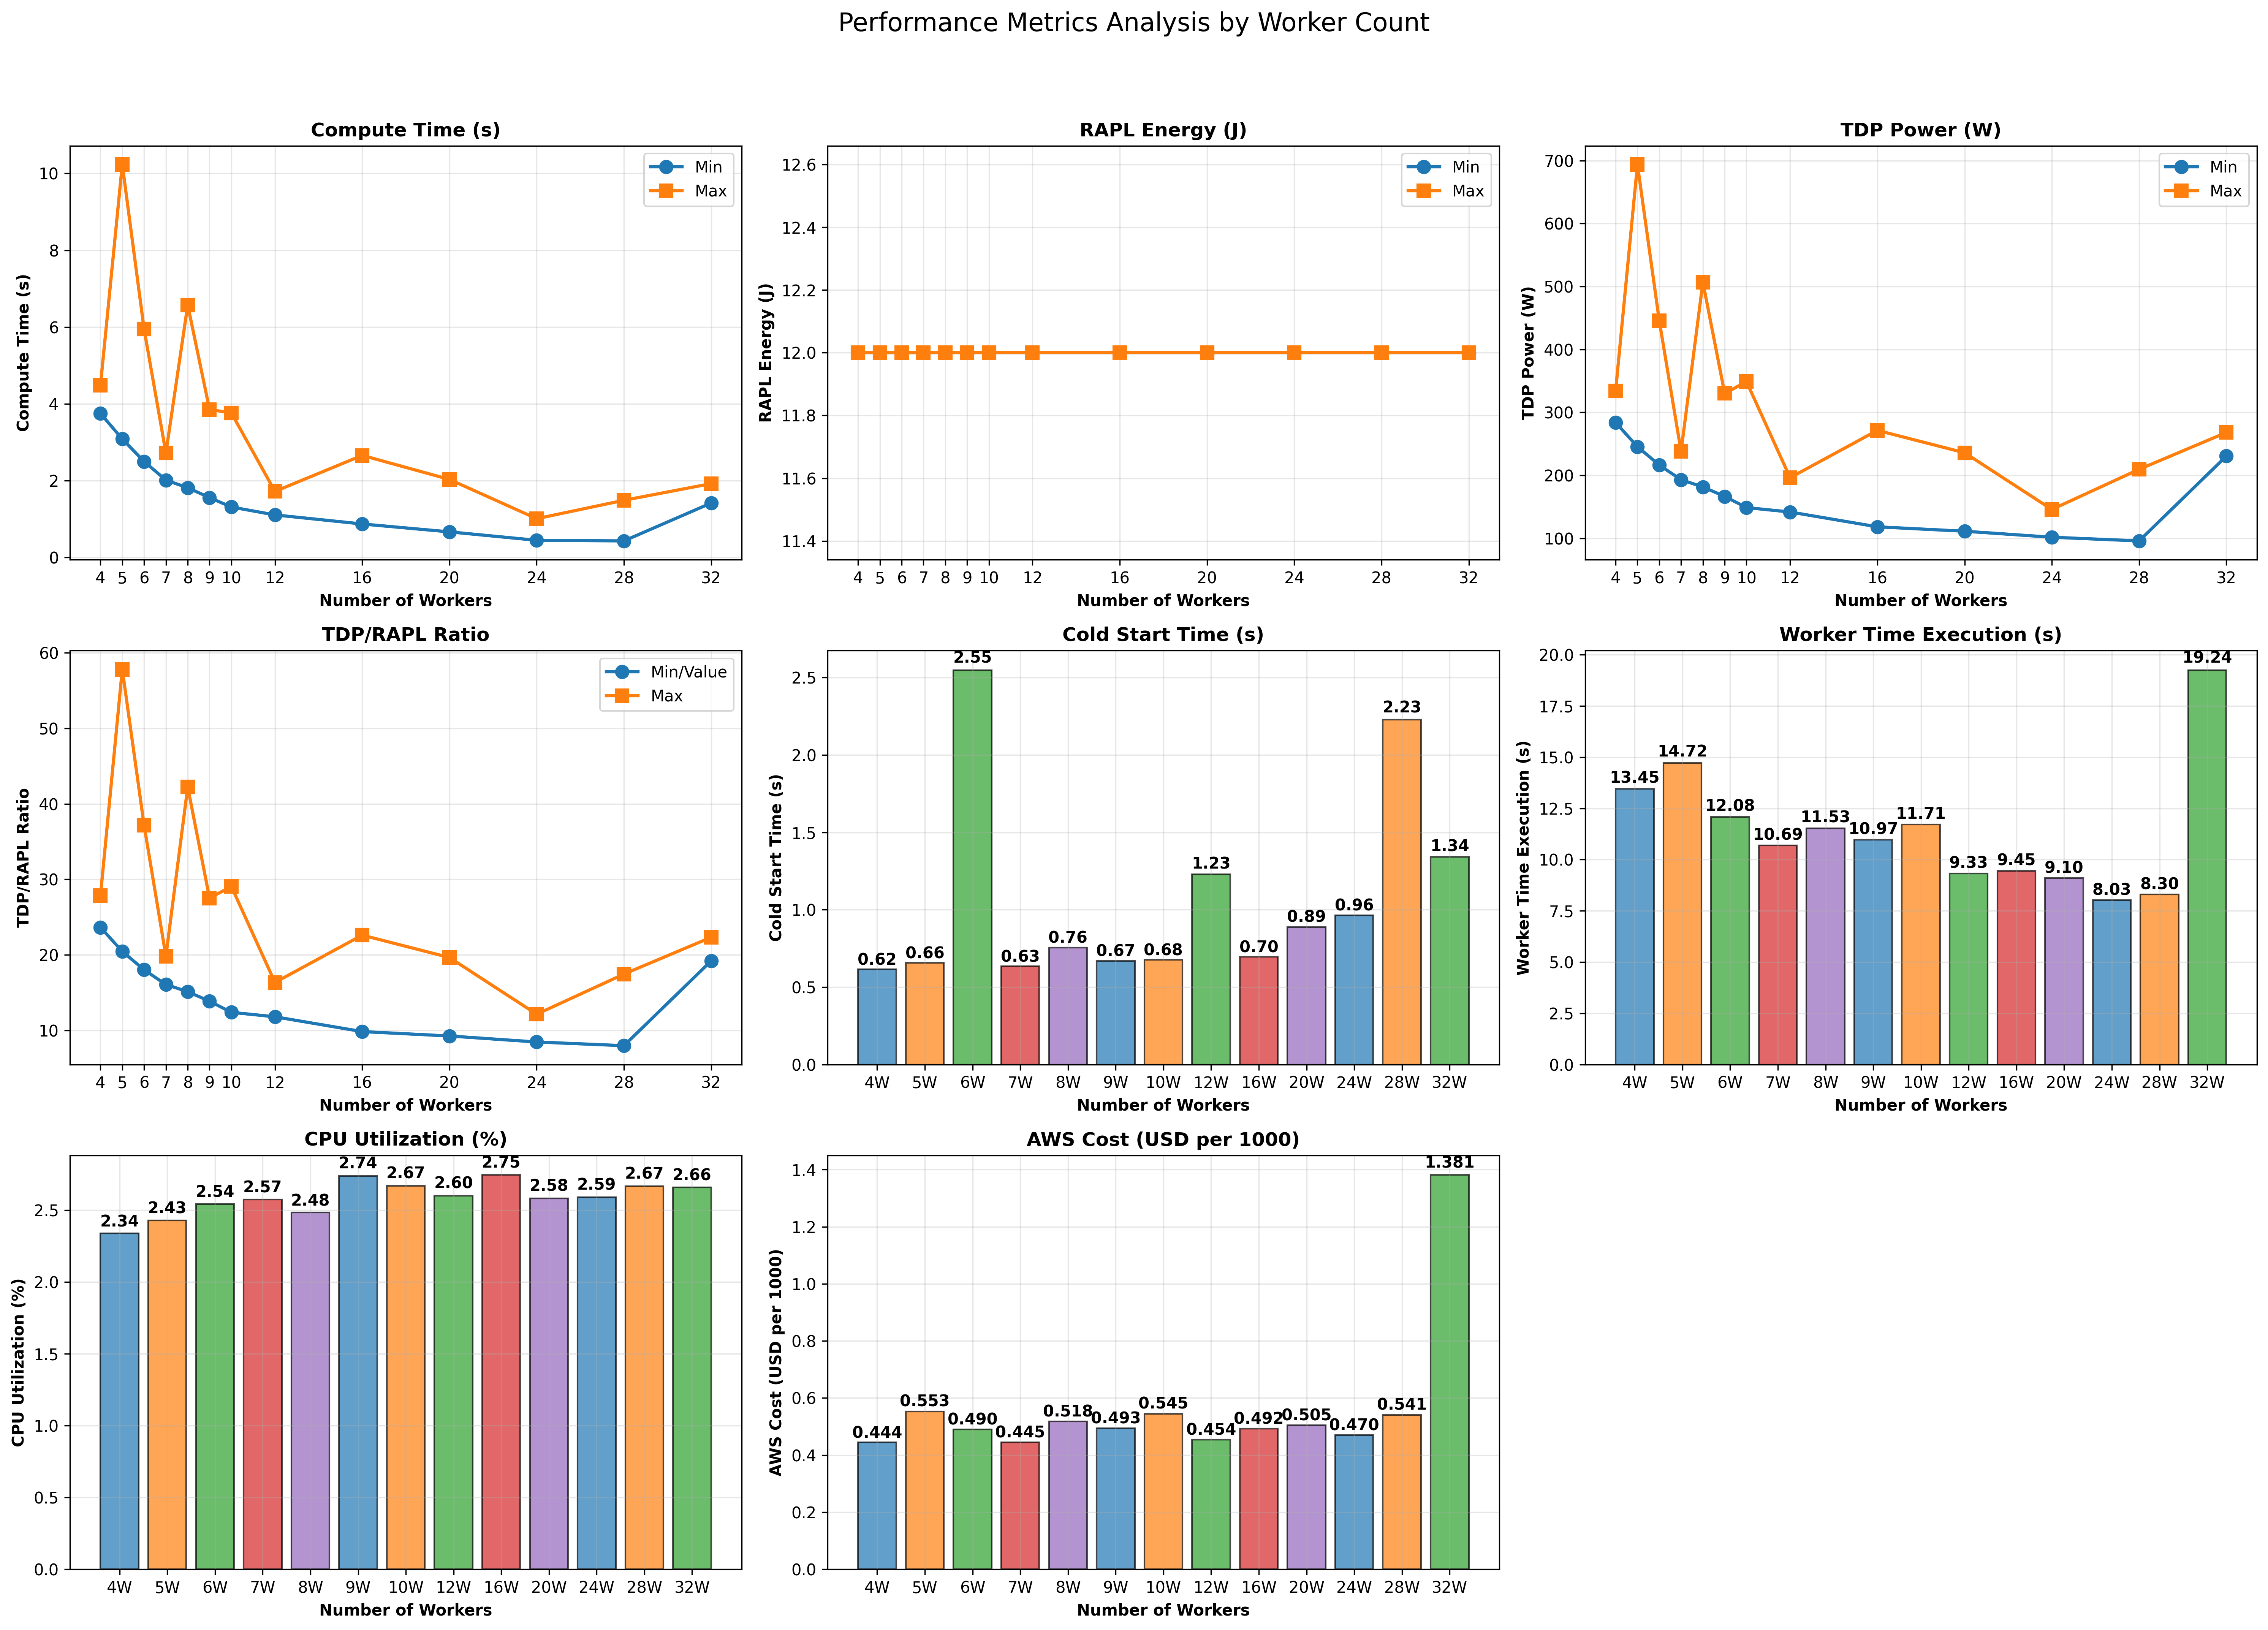 Performance Metrics Analysis by Worker Count
Compute Time (s)
Compute Time (s)
10
8
6
4
2
0
Min
Max
4 5 6 7 8 9 10 12 16 20 24 28 32
Number of Workers
RAPL Energy (J)
RAPL Energy (J)
12.6
12.4
12.2
12.0
11.8
11.6
11.4
Min
Max
4 5 6 7 8 9 10 12 16 20 24 28 32
Number of Workers
TDP Power (W)
TDP Power (W)
700
600
500
400
300
200
100
Min
Max
4 5 6 7 8 9 10 12 16 20 24 28 32
Number of Workers
TDP/RAPL Ratio
TDP/RAPL Ratio
60
50
40
30
20
10
Min/Value
Max
4 5 6 7 8 9 10 12 16 20 24 28 32
Number of Workers
Cold Start Time (s)
Cold Start Time (s)
2.5
2.0
1.5
1.0
0.5
0.0
0.62 0.66 2.55 0.63 0.76 0.67 0.68 1.23 0.70 0.89 0.96 2.23 1.34
4W 5W 6W 7W 8W 9W 10W 12W 16W 20W 24W 28W 32W
Number of Workers
Worker Time Execution (s)
Worker Time Execution (s)
20.0
17.5
15.0
12.5
10.0
7.5
5.0
2.5
0.0
13.45 14.72 12.08 10.69 11.53 10.97 11.71 9.33 9.45 9.10 8.03 8.30 19.24
4W 5W 6W 7W 8W 9W 10W 12W 16W 20W 24W 28W 32W
Number of Workers
CPU Utilization (%)
CPU Utilization (%)
2.5
2.0
1.5
1.0
0.5
0.0
2.34 2.43 2.54 2.57 2.48 2.74 2.67 2.60 2.75 2.58 2.59 2.67 2.66
4W 5W 6W 7W 8W 9W 10W 12W 16W 20W 24W 28W 32W
Number of Workers
AWS Cost (USD per 1000)
AWS Cost (USD per 1000)
1.4
1.2
1.0
0.8
0.6
0.4
0.2
0.0
0.444 0.553 0.490 0.445 0.518 0.493 0.545 0.454 0.492 0.505 0.470 0.541 1.381
4W 5W 6W 7W 8W 9W 10W 12W 16W 20W 24W 28W 32W
Number of Workers